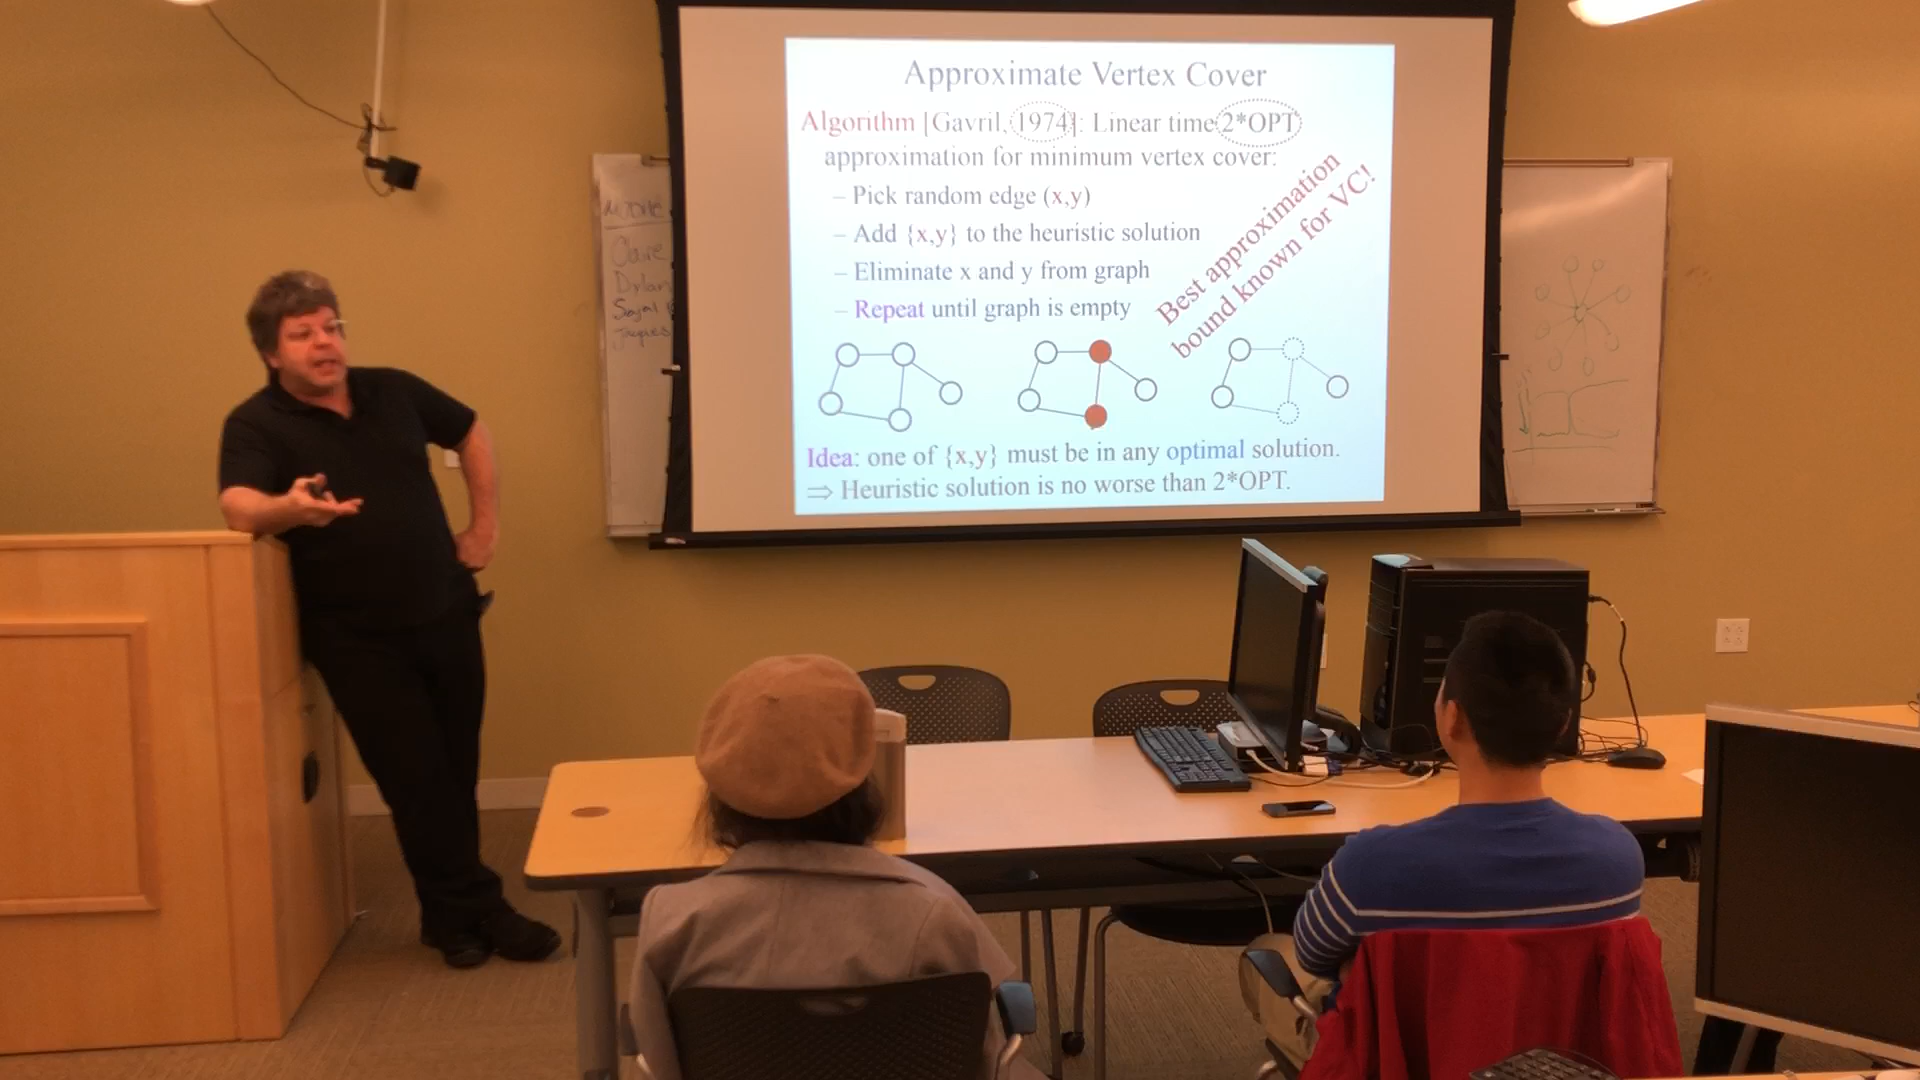 Approximate Vertex Cover
Algorithm [Gavril, 1974]: Linear time 2*OPT
approximation for minimum vertex cover:
– Pick random edge (x,y)
– Add {x,y} to the heuristic solution
– Eliminate x and y from graph
– Repeat until graph is empty
Best approximation
bound known for VC!
Idea: one of {x,y} must be in any optimal solution.
⇒ Heuristic solution is no worse than 2*OPT.
Claire
Dylan